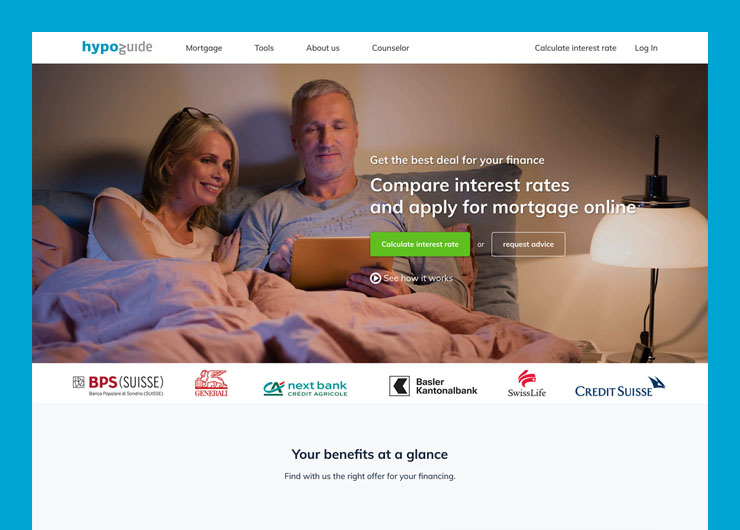 hypoguide
Mortgage
Tools
About us
Counselor
Calculate interest rate
Log In
Get the best deal for your finance
Compare interest rates
and apply for mortgage online
Calculate interest rate
or
request advice
See how it works
BPS (SUISSE)
Banca Popolare di Sondrio (SUISSE)
GENERALI
CA next bank
CRÉDIT AGRICOLE
Basler
Kantonalbank
SwissLife
CREDIT SUISSE
Your benefits at a glance
Find with us the right offer for your financing.